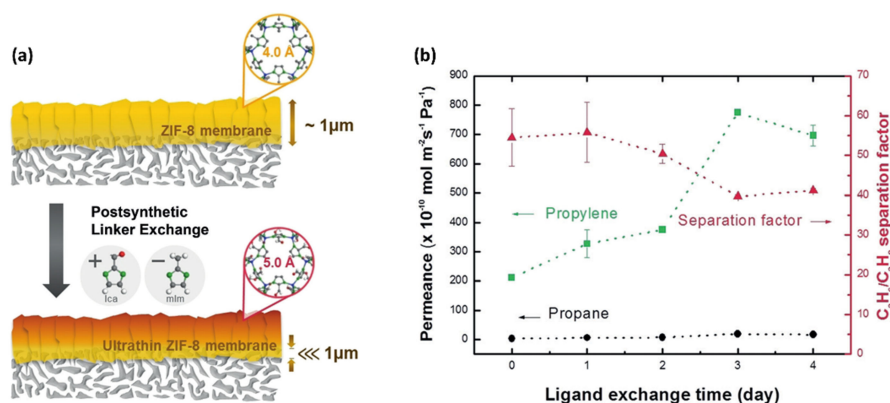 (a)
4.0 Å
ZIF-8 membrane
~ 1μm
Postsynthetic
Linker Exchange
+
−
Ica
mIm
5.0 Å
Ultrathin ZIF-8 membrane
<<< 1μm
(b)
Permeance (x 10⁻¹⁰ mol m⁻²s⁻¹ Pa⁻¹)
900
800
700
600
500
400
300
200
100
0
Propylene
Separation factor
Propane
70
60
50
40
30
20
10
0
separation factor
0 1 2 3 4
Ligand exchange time (day)